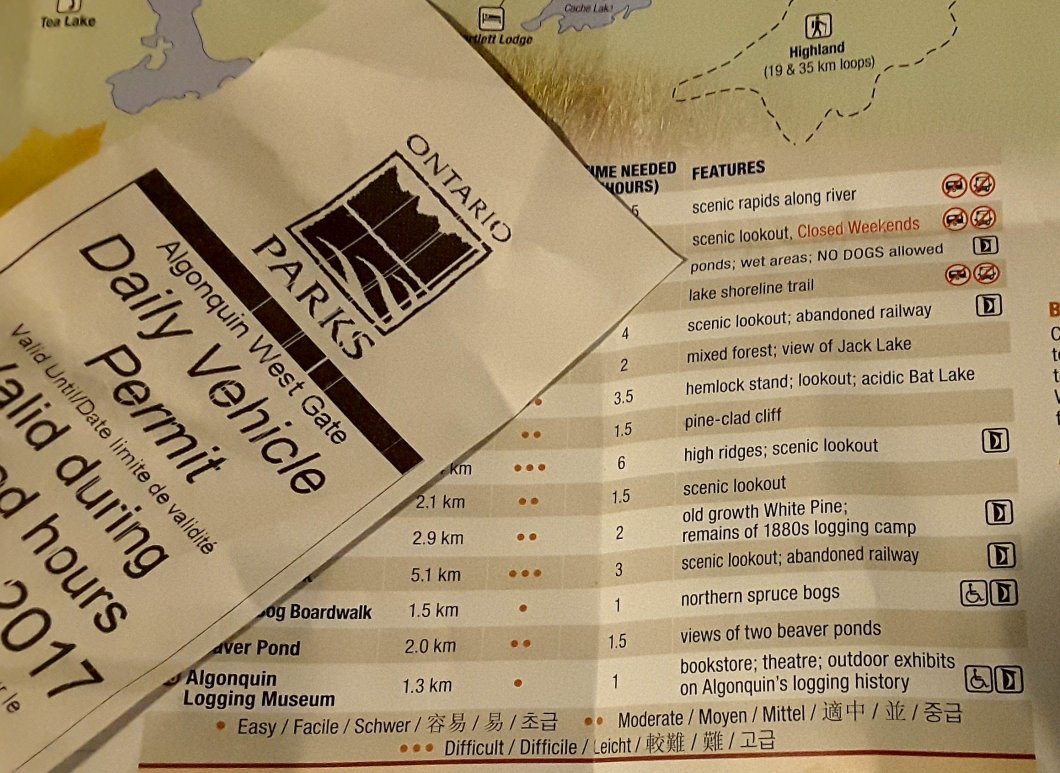 Tea Lake
Cache Lake
Lodge
Highland
(19 & 35 km loops)
ONTARIO
PARKS
Algonquin West Gate
Daily Vehicle
Permit
Valid Until/Date limite de validité
Valid during
hours
2017
le
NEEDED FEATURES
5 scenic rapids along river
scenic lookout, Closed Weekends
ponds; wet areas; NO DOGS allowed
lake shoreline trail
4 scenic lookout; abandoned railway
2 mixed forest; view of Jack Lake
3.5 hemlock stand; lookout; acidic Bat Lake
•• 1.5 pine-clad cliff
km ••• 6 high ridges; scenic lookout
2.1 km •• 1.5 scenic lookout
2.9 km •• 2 old growth White Pine;
remains of 1880s logging camp
5.1 km ••• 3 scenic lookout; abandoned railway
Boardwalk 1.5 km • 1 northern spruce bogs
Pond 2.0 km •• 1.5 views of two beaver ponds
Algonquin
Logging Museum 1.3 km • 1 bookstore; theatre; outdoor exhibits
on Algonquin's logging history
• Easy / Facile / Schwer / 容易 / 易 / 초급 •• Moderate / Moyen / Mittel / 適中 / 並 / 중급
••• Difficult / Difficile / Leicht / 較難 / 難 / 고급